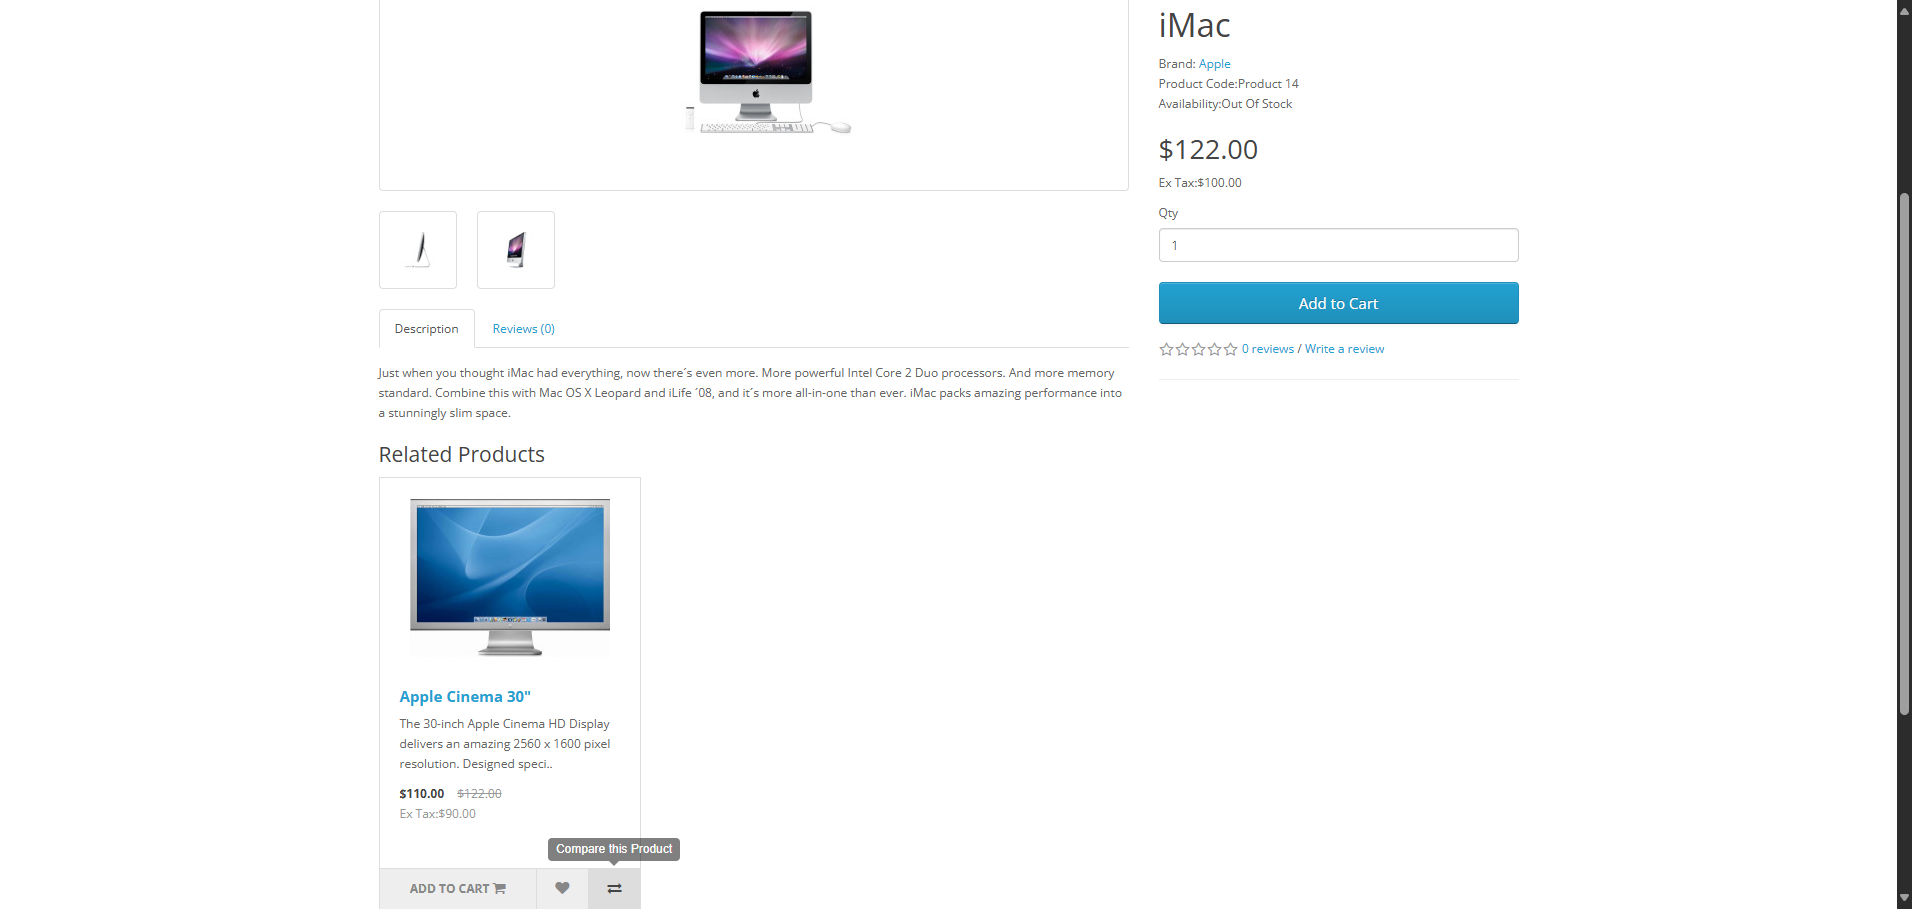 iMac
Brand: Apple
Product Code:Product 14
Availability:Out Of Stock
$122.00
Ex Tax:$100.00
Qty
1
Add to Cart
0 reviews / Write a review
Description
Reviews (0)
Just when you thought iMac had everything, now there´s even more. More powerful Intel Core 2 Duo processors. And more memory
standard. Combine this with Mac OS X Leopard and iLife ´08, and it´s more all-in-one than ever. iMac packs amazing performance into
a stunningly slim space.
Related Products
Apple Cinema 30"
The 30-inch Apple Cinema HD Display
delivers an amazing 2560 x 1600 pixel
resolution. Designed speci..
$110.00 $122.00
Ex Tax:$90.00
Compare this Product
ADD TO CART